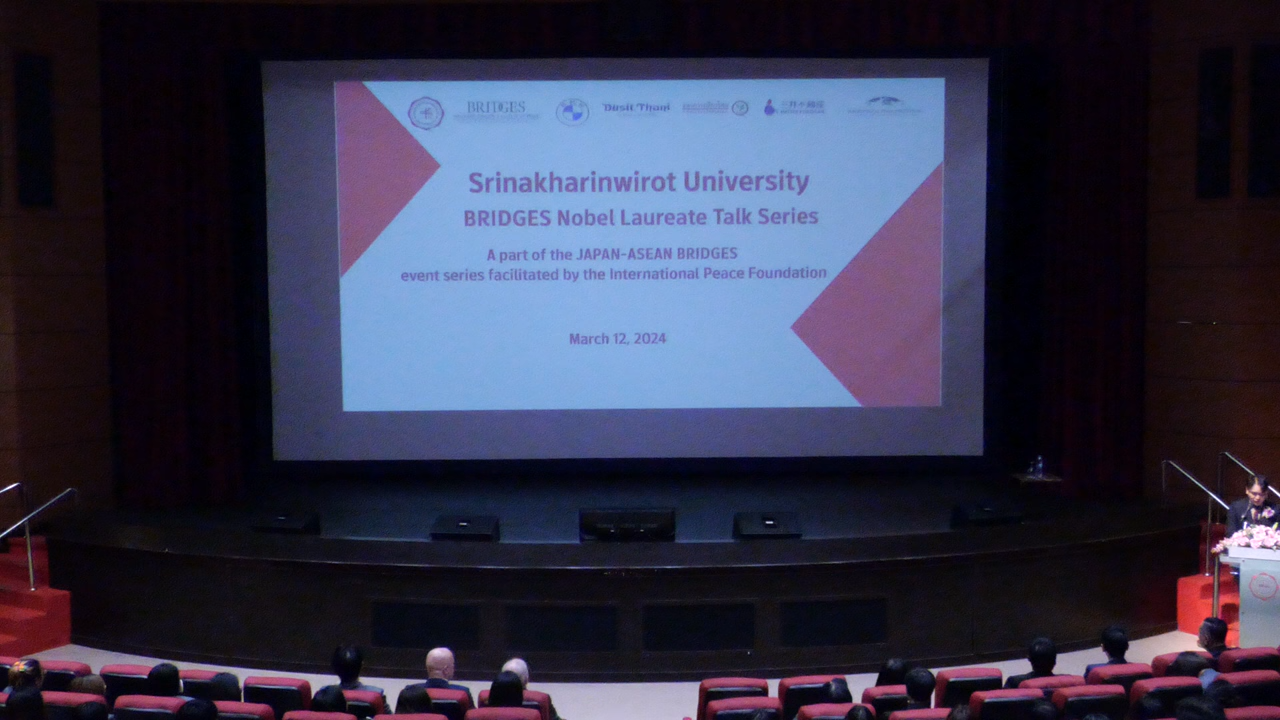 BRIDGES
Dusit Thani
Srinakharinwirot University
BRIDGES Nobel Laureate Talk Series
A part of the JAPAN-ASEAN BRIDGES
event series facilitated by the International Peace Foundation
March 12, 2024